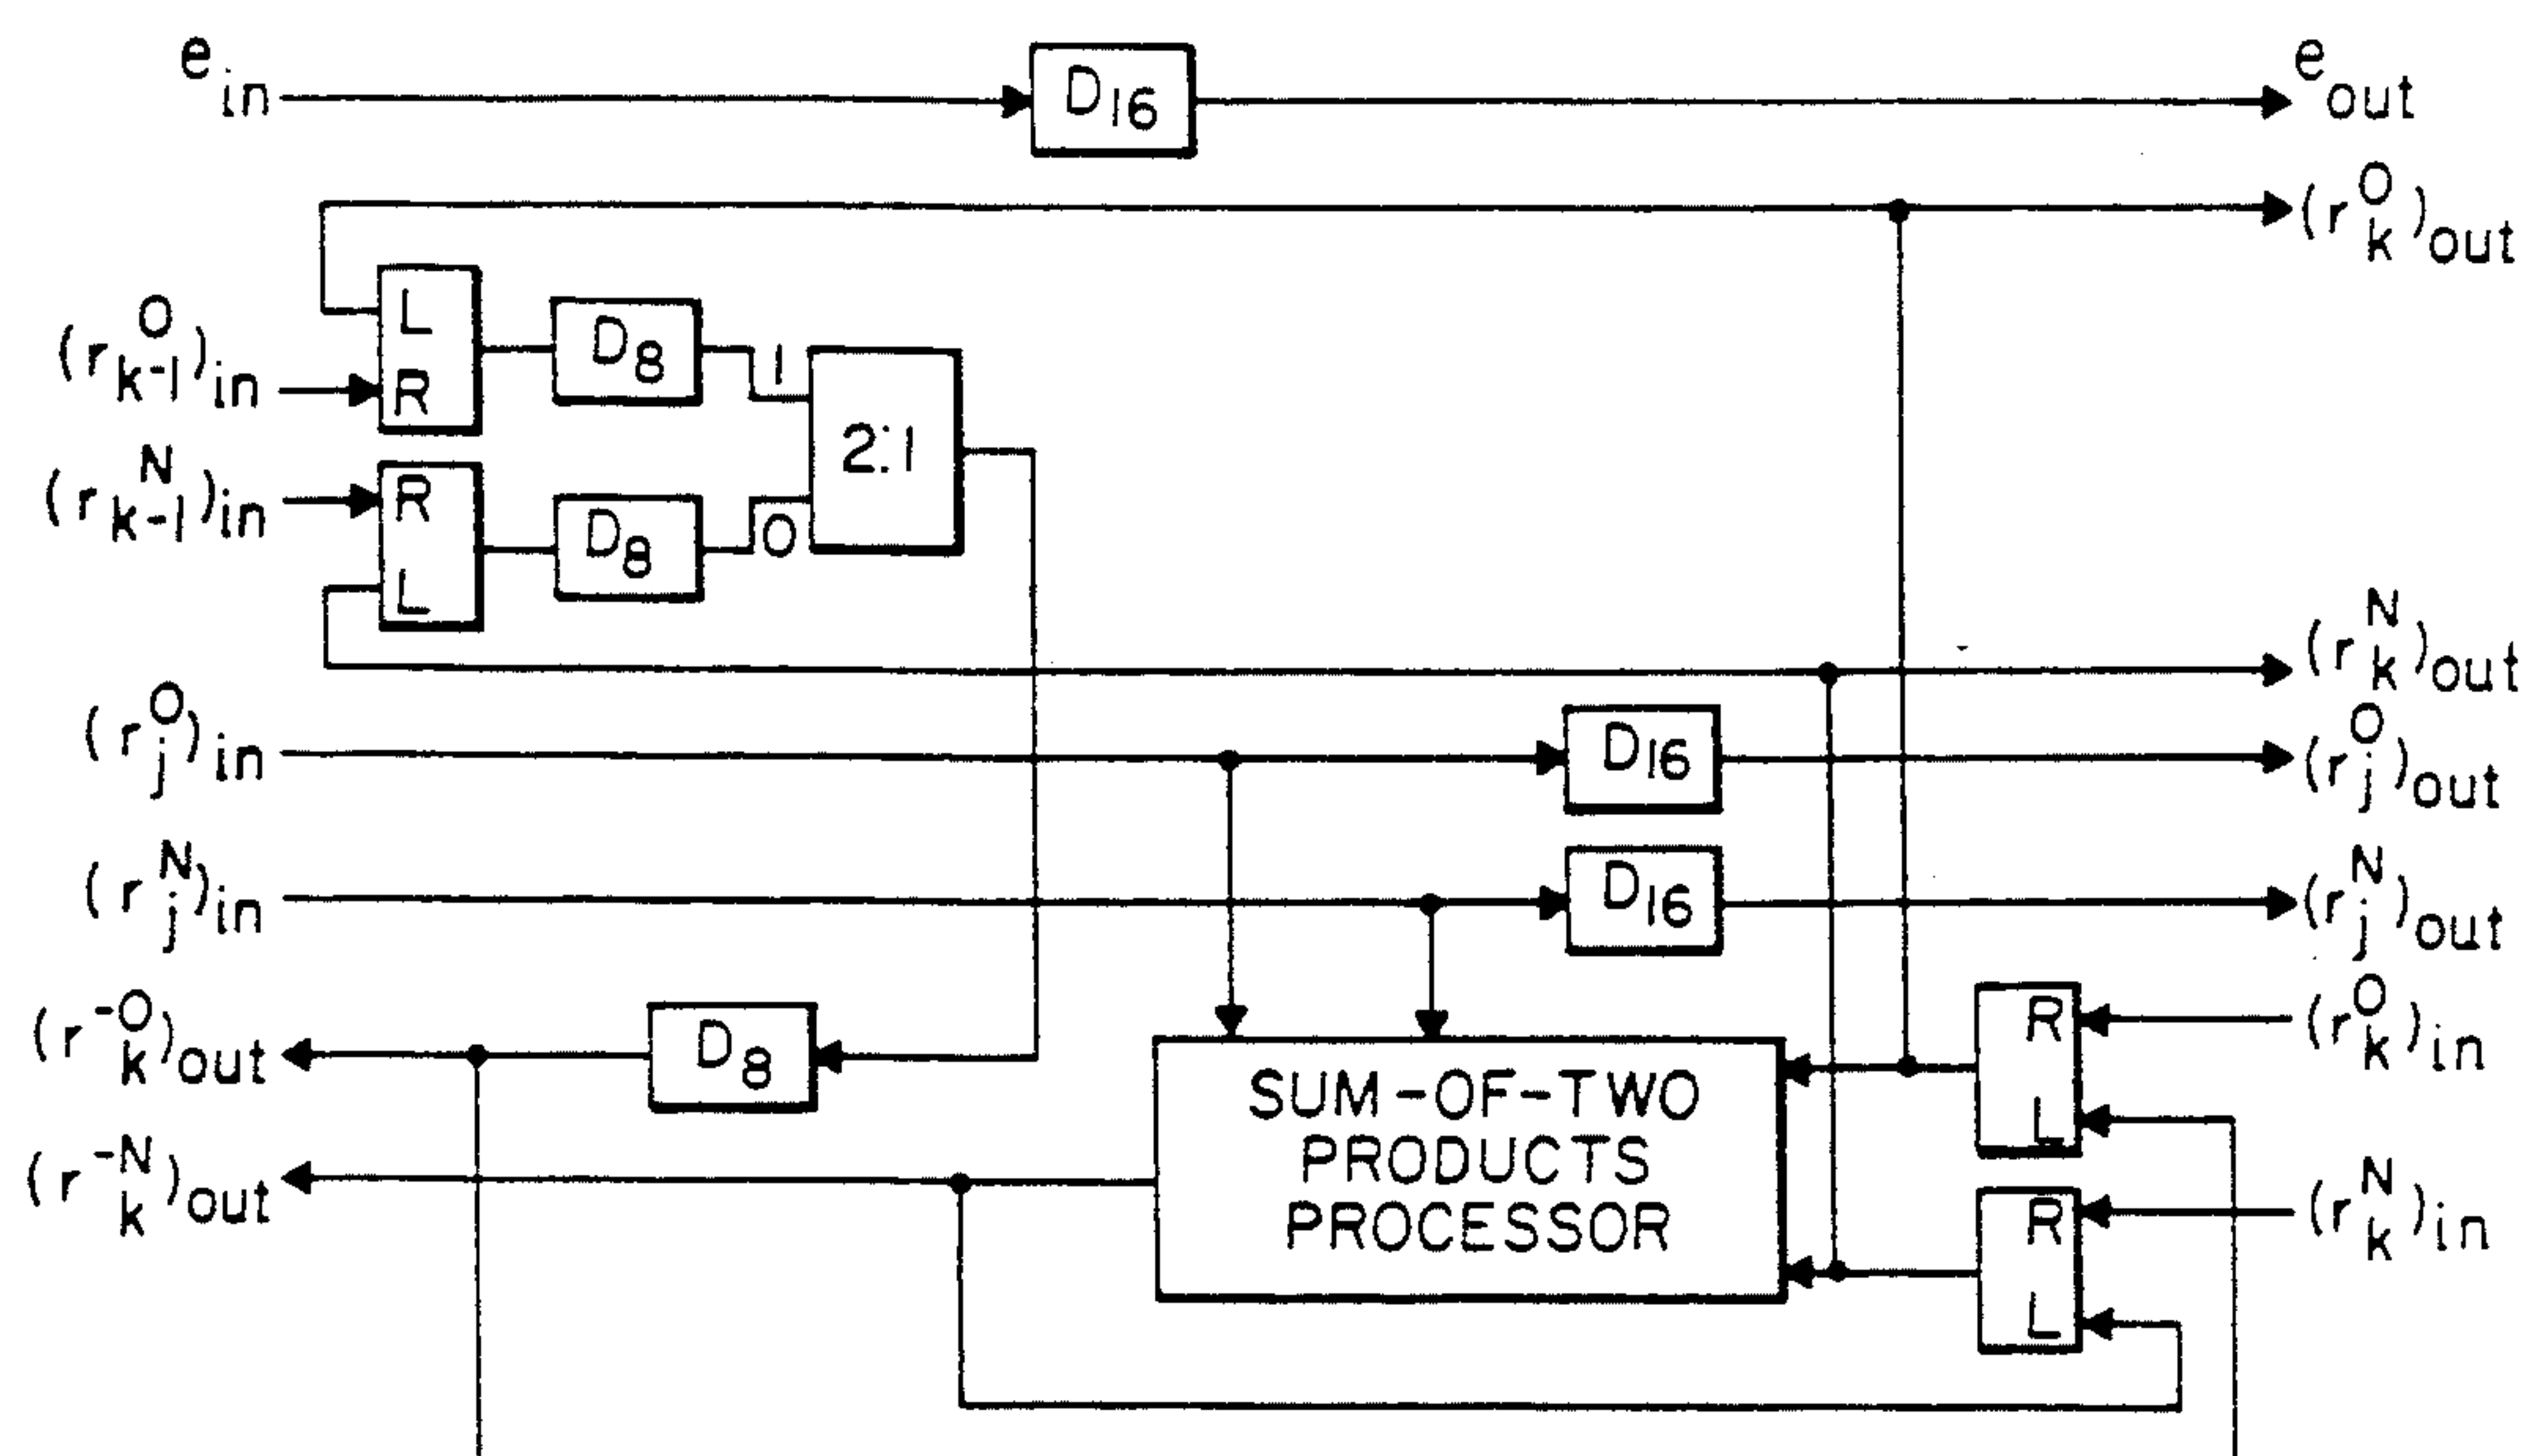 e in D16 e out
(r O k) out
L
(r O k-1) in R D8 1
2:1
(r N k-1) in R D8 0
L
(r N k) out
(r O j) in D16 (r O j) out
(r N j) in D16 (r N j) out
(r -O k) out D8 R (r O k) in
L
(r -N k) out SUM-OF-TWO
PRODUCTS
PROCESSOR
R (r N k) in
L